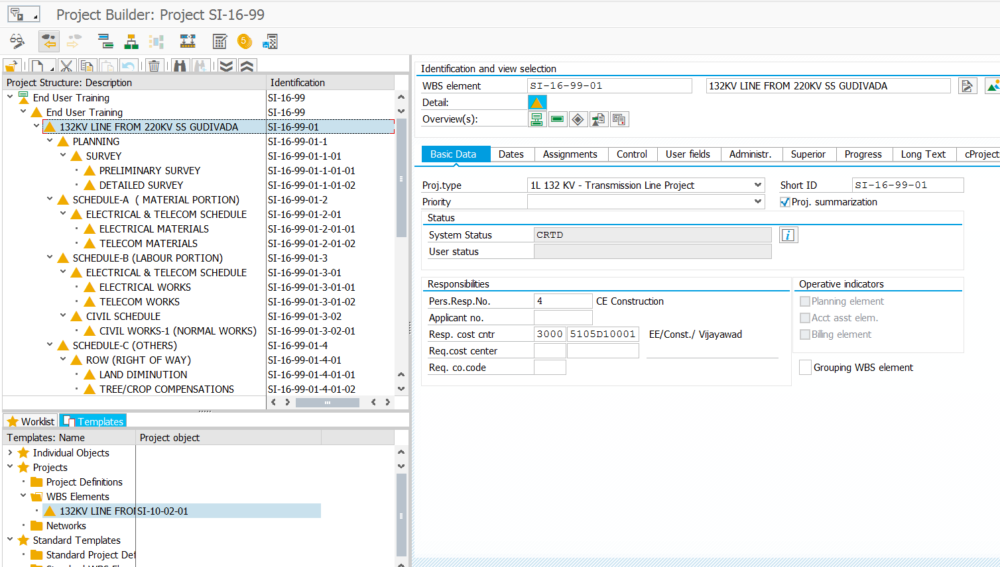 Project Builder: Project SI-16-99
5
Project Structure: Description Identification
End User Training SI-16-99
End User Training SI-16-99
132KV LINE FROM 220KV SS GUDIVADA SI-16-99-01
PLANNING SI-16-99-01-1
SURVEY SI-16-99-01-1-01
PRELIMINARY SURVEY SI-16-99-01-1-01-01
DETAILED SURVEY SI-16-99-01-1-01-02
SCHEDULE-A ( MATERIAL PORTION) SI-16-99-01-2
ELECTRICAL & TELECOM SCHEDULE SI-16-99-01-2-01
ELECTRICAL MATERIALS SI-16-99-01-2-01-01
TELECOM MATERIALS SI-16-99-01-2-01-02
SCHEDULE-B (LABOUR PORTION) SI-16-99-01-3
ELECTRICAL & TELECOM SCHEDULE SI-16-99-01-3-01
ELECTRICAL WORKS SI-16-99-01-3-01-01
TELECOM WORKS SI-16-99-01-3-01-02
CIVIL SCHEDULE SI-16-99-01-3-02
CIVIL WORKS-1 (NORMAL WORKS) SI-16-99-01-3-02-01
SCHEDULE-C (OTHERS) SI-16-99-01-4
ROW (RIGHT OF WAY) SI-16-99-01-4-01
LAND DIMINUTION SI-16-99-01-4-01-01
TREE/CROP COMPENSATIONS SI-16-99-01-4-01-02
Worklist Templates
Templates: Name Project object
Individual Objects
Projects
Project Definitions
WBS Elements
132KV LINE FRO SI-10-02-01
Networks
Standard Templates
Standard Project Def
Identification and view selection
WBS element SI-16-99-01 132KV LINE FROM 220KV SS GUDIVADA
Detail:
Overview(s):
Basic Data Dates Assignments Control User fields Administr. Superior Progress Long Text cProject
Proj.type 1L 132 KV - Transmission Line Project Short ID SI-16-99-01
Priority Proj. summarization
Status
System Status CRTD
User status
Responsibilities
Pers.Resp.No. 4 CE Construction
Applicant no.
Resp. cost cntr 3000 5105D10001 EE/Const./ Vijayawad
Req.cost center
Req. co.code
Operative indicators
Planning element
Acct asst elem.
Billing element
Grouping WBS element